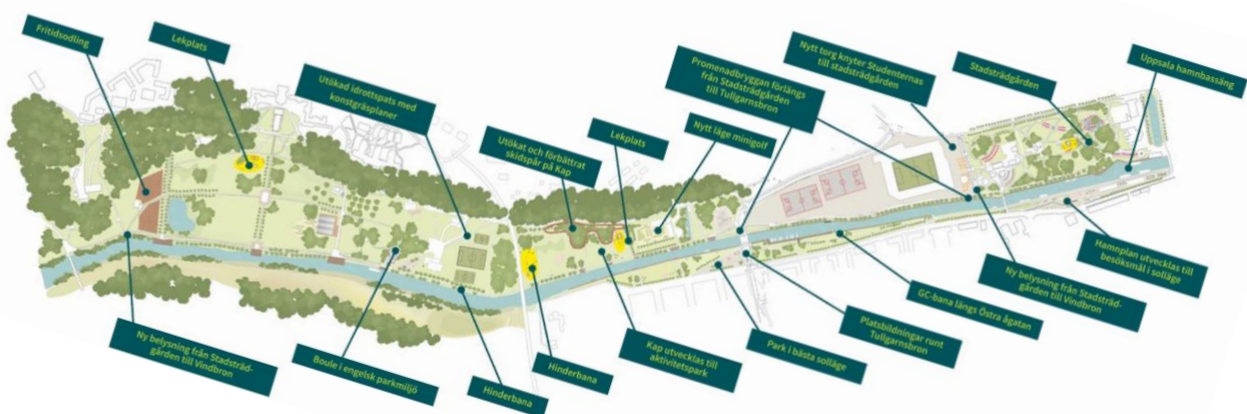 Fritidsodling
Lekplats
Utökad idrottspats med
konstgräsplaner
Utökat och förbättrat
skidspår på Kap
Lekplats
Nytt läge minigolf
Promenadbryggan förlängs
från Stadsträdgården
till Tullgarnsbron
Nytt torg knyter Studenternas
till stadsträdgården
Stadsträdgården
Uppsala hamnbassäng
Ny belysning från Stadsträd-
gården till Vindbron
Boule i engelsk parkmiljö
Hinderbana
Hinderbana
Kap utvecklas till
aktivitetspark
Park i bästa solläge
Platsbildningar runt
Tullgarnsbron
GC-bana längs Östra ågatan
Ny belysning från Stadsträd-
gården till Vindbron
Hamnplan utvecklas till
besöksmål i solläge